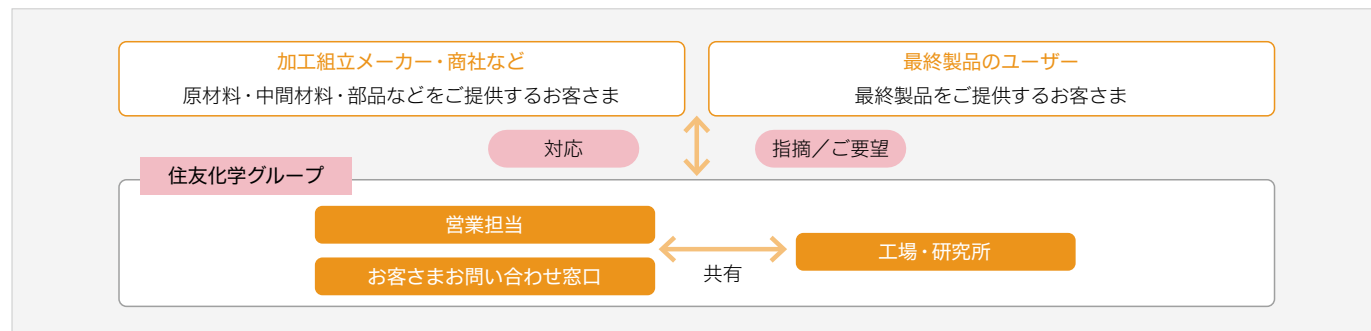 加工組立メーカー・商社など
原材料・中間材料・部品などをご提供するお客さま
最終製品のユーザー
最終製品をご提供するお客さま
対応
指摘／ご要望
住友化学グループ
営業担当
お客さまお問い合わせ窓口
共有
工場・研究所